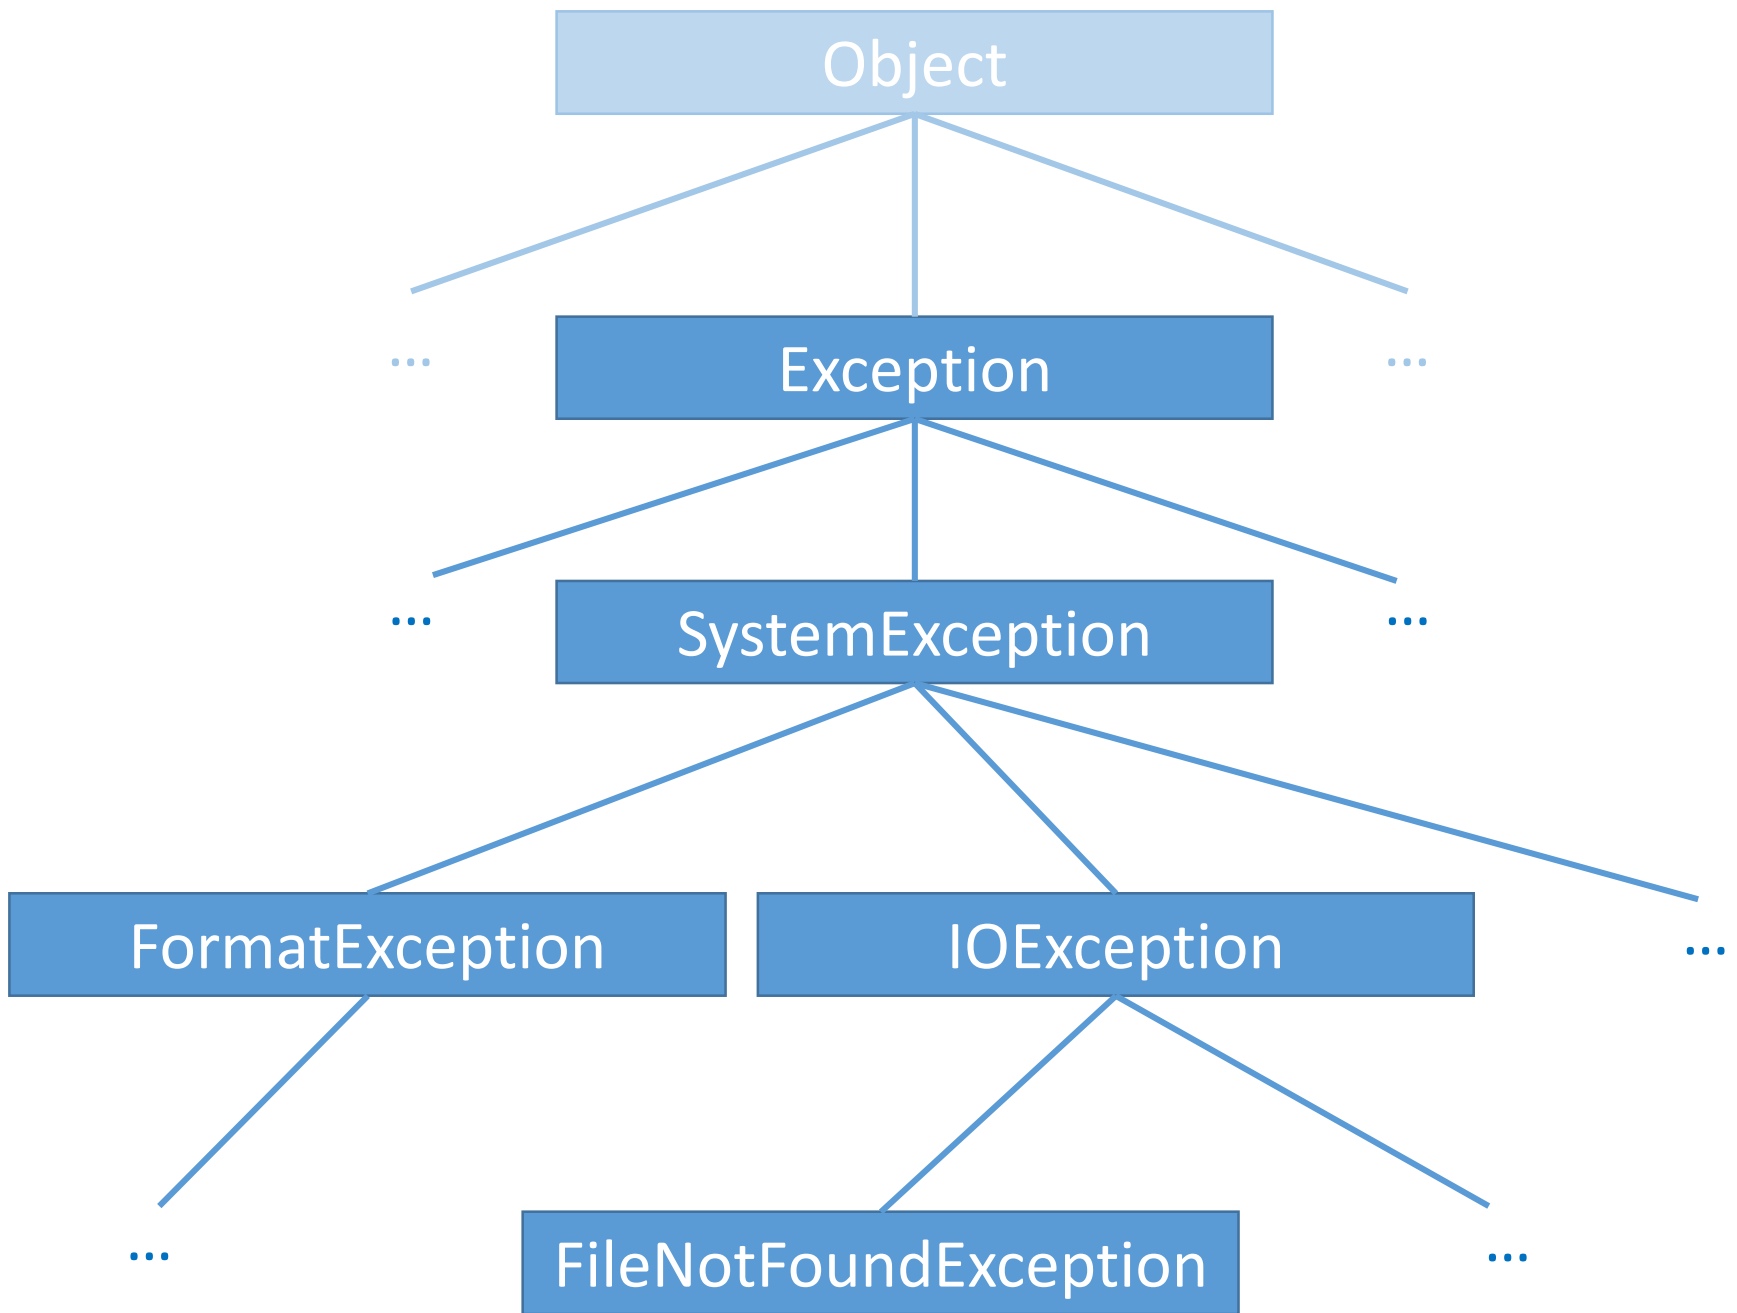 Object
...
Exception
...
...
SystemException
...
FormatException
IOException
...
...
FileNotFoundException
...